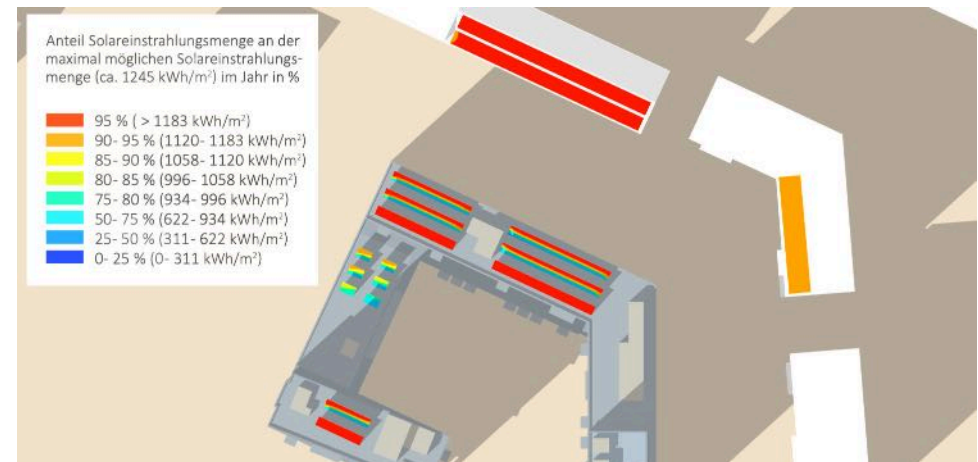 Anteil Solareinstrahlungsmenge an der
maximal möglichen Solareinstrahlungs-
menge (ca. 1245 kWh/m²) im Jahr in %
95 % ( > 1183 kWh/m²)
90- 95 % (1120- 1183 kWh/m²)
85- 90 % (1058- 1120 kWh/m²)
80- 85 % (996- 1058 kWh/m²)
75- 80 % (934- 996 kWh/m²)
50- 75 % (622- 934 kWh/m²)
25- 50 % (311- 622 kWh/m²)
0- 25 % (0- 311 kWh/m²)